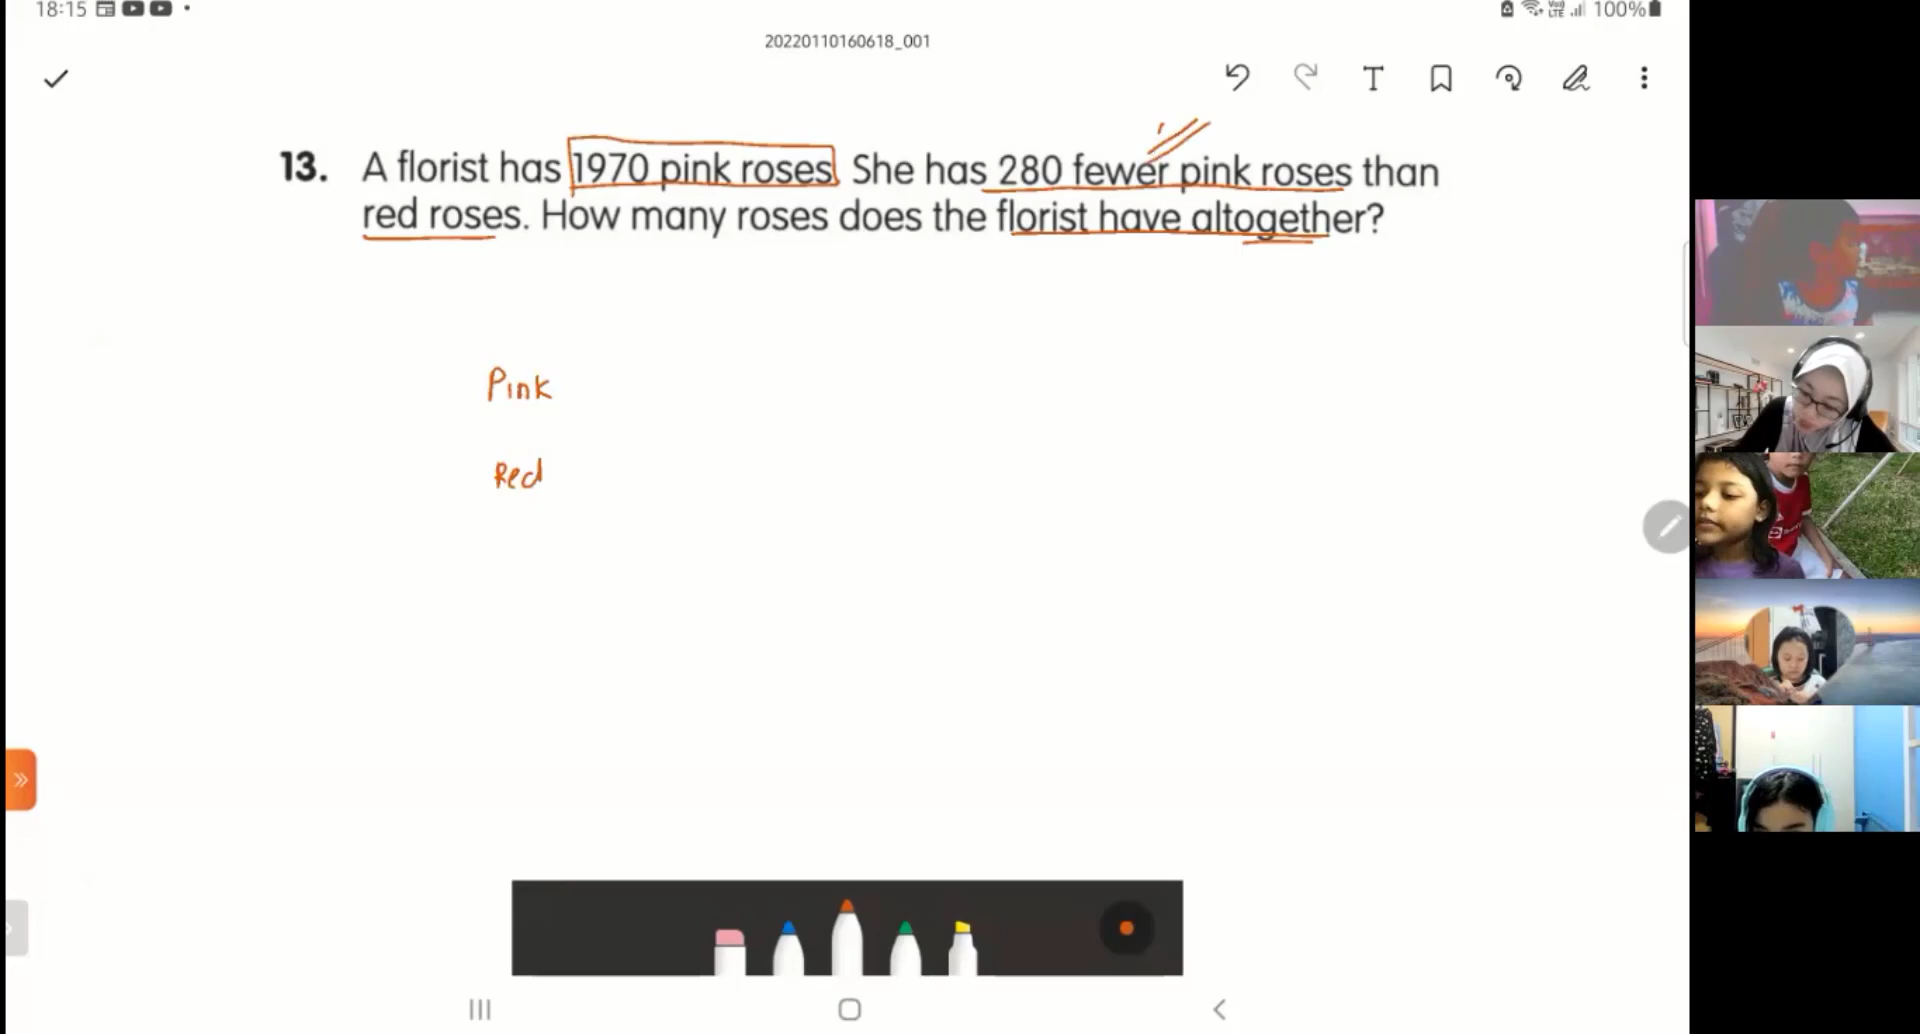 18:15
100%
20220110160618_001
T
13. A florist has 1970 pink roses. She has 280 fewer pink roses than
red roses. How many roses does the florist have altogether?
Pink
Red